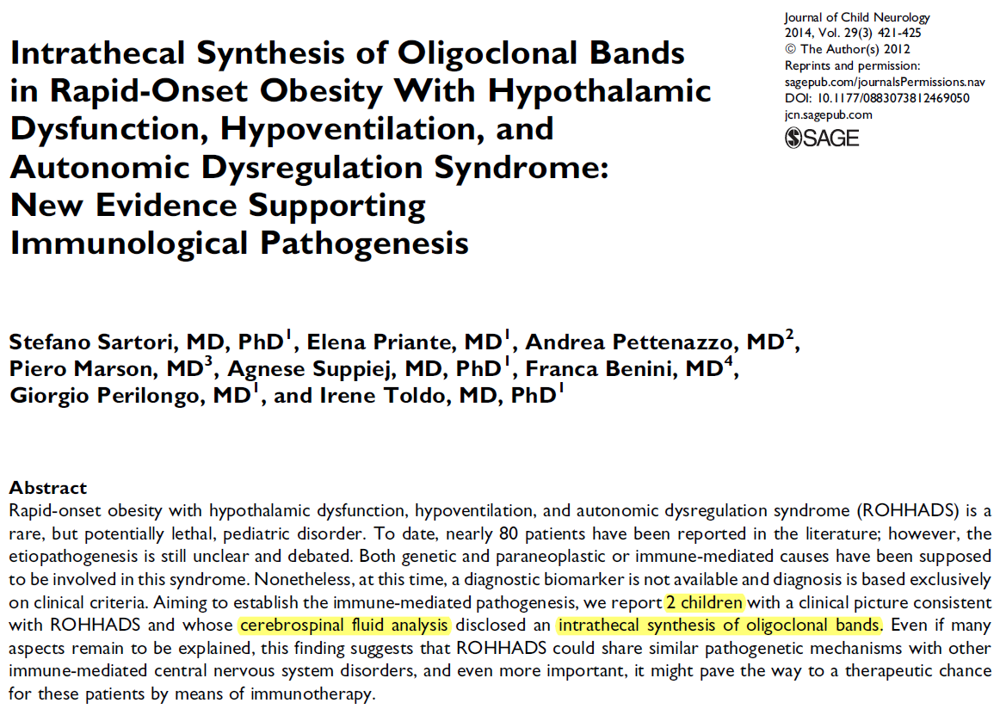 Journal of Child Neurology
2014, Vol. 29(3) 421-425
© The Author(s) 2012
Reprints and permission:
sagepub.com/journalsPermissions.nav
DOI: 10.1177/0883073812469050
jcn.sagepub.com
SAGE
Intrathecal Synthesis of Oligoclonal Bands
in Rapid-Onset Obesity With Hypothalamic
Dysfunction, Hypoventilation, and
Autonomic Dysregulation Syndrome:
New Evidence Supporting
Immunological Pathogenesis
Stefano Sartori, MD, PhD1, Elena Priante, MD1, Andrea Pettenazzo, MD2,
Piero Marson, MD3, Agnese Suppiej, MD, PhD1, Franca Benini, MD4,
Giorgio Perilongo, MD1, and Irene Toldo, MD, PhD1
Abstract
Rapid-onset obesity with hypothalamic dysfunction, hypoventilation, and autonomic dysregulation syndrome (ROHHADS) is a
rare, but potentially lethal, pediatric disorder. To date, nearly 80 patients have been reported in the literature; however, the
etiopathogenesis is still unclear and debated. Both genetic and paraneoplastic or immune-mediated causes have been supposed
to be involved in this syndrome. Nonetheless, at this time, a diagnostic biomarker is not available and diagnosis is based exclusively
on clinical criteria. Aiming to establish the immune-mediated pathogenesis, we report 2 children with a clinical picture consistent
with ROHHADS and whose cerebrospinal fluid analysis disclosed an intrathecal synthesis of oligoclonal bands. Even if many
aspects remain to be explained, this finding suggests that ROHHADS could share similar pathogenetic mechanisms with other
immune-mediated central nervous system disorders, and even more important, it might pave the way to a therapeutic chance
for these patients by means of immunotherapy.